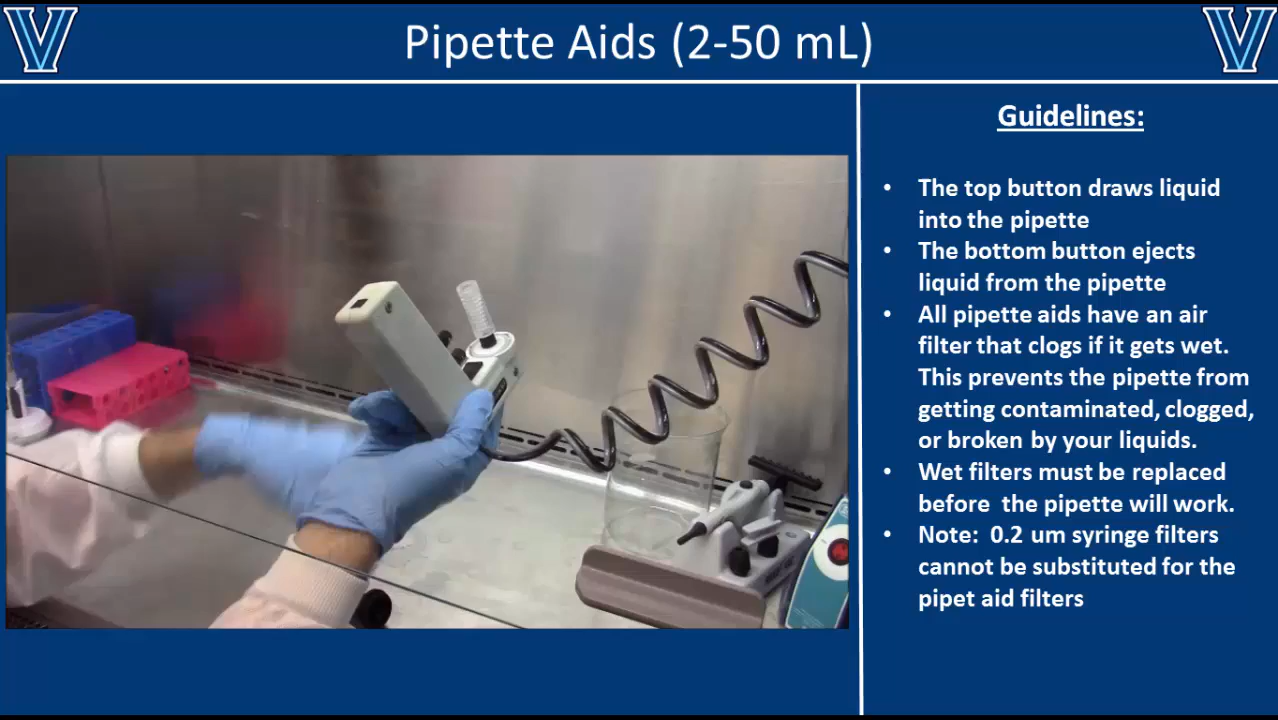 Pipette Aids (2-50 mL)
Guidelines:
• The top button draws liquid
into the pipette
• The bottom button ejects
liquid from the pipette
• All pipette aids have an air
filter that clogs if it gets wet.
This prevents the pipette from
getting contaminated, clogged,
or broken by your liquids.
• Wet filters must be replaced
before  the pipette will work.
• Note:  0.2 um syringe filters
cannot be substituted for the
pipet aid filters